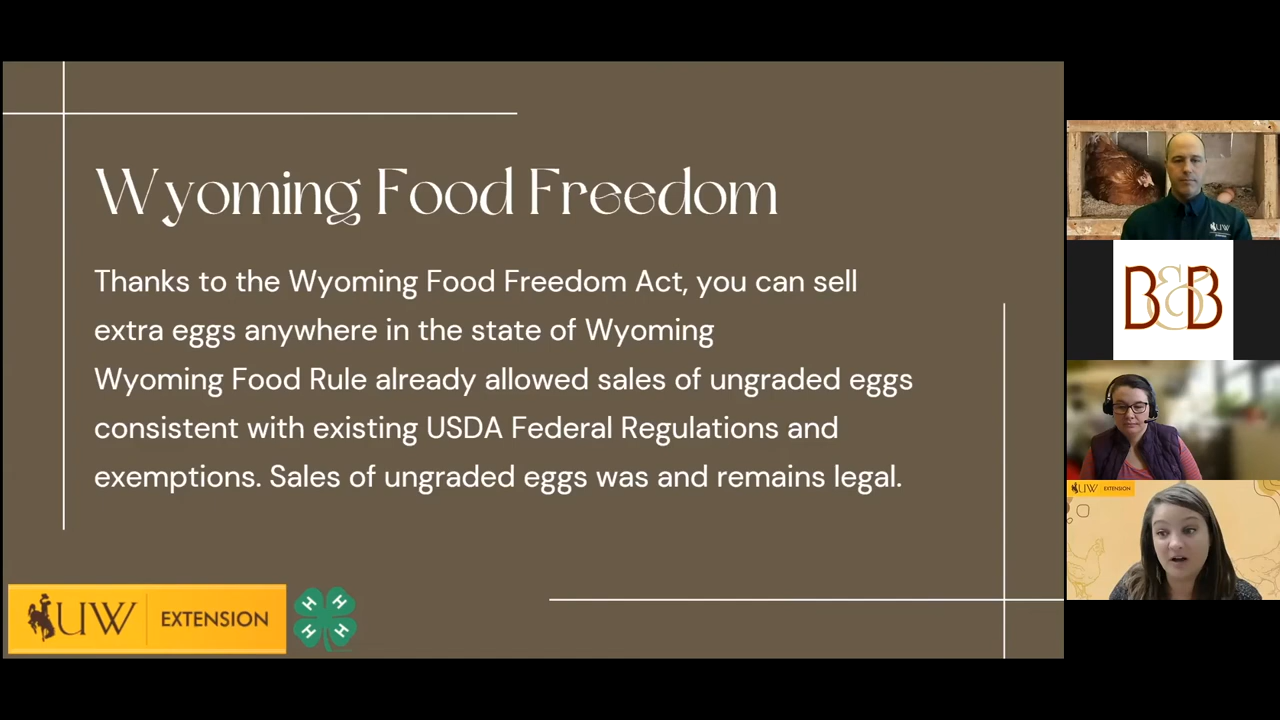 Wyoming Food Freedom
Thanks to the Wyoming Food Freedom Act, you can sell
extra eggs anywhere in the state of Wyoming
Wyoming Food Rule already allowed sales of ungraded eggs
consistent with existing USDA Federal Regulations and
exemptions. Sales of ungraded eggs was and remains legal.
UW EXTENSION
H H H H
UW
B&B
UW EXTENSION